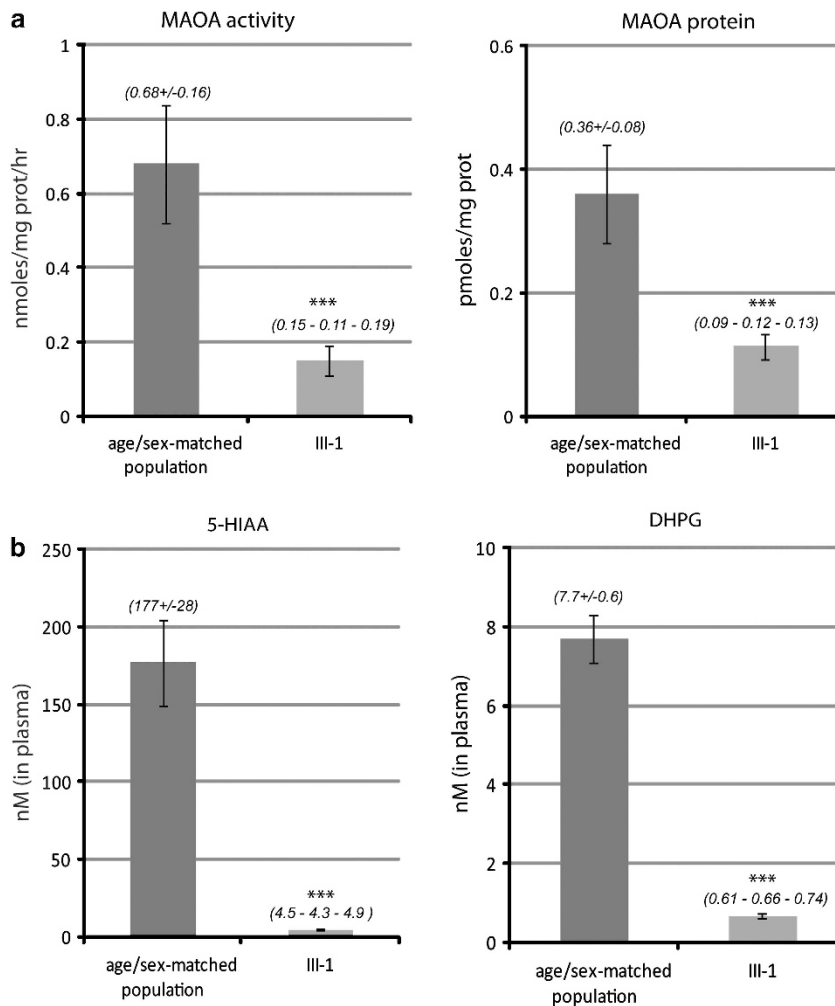 a
MAOA activity
nmoles/mg prot/hr
1
0.8
0.6
0.4
0.2
0
(0.68+/-0.16)
***
(0.15 - 0.11 - 0.19)
age/sex-matched
population
III-1
MAOA protein
pmoles/mg prot
0.6
0.4
0.2
0
(0.36+/-0.08)
***
(0.09 - 0.12 - 0.13)
age/sex-matched
population
III-1
b
5-HIAA
nM (in plasma)
250
200
150
100
50
0
(177+/-28)
***
(4.5 - 4.3 - 4.9 )
age/sex-matched
population
III-1
DHPG
nM (in plasma)
10
8
6
4
2
0
(7.7+/-0.6)
***
(0.61 - 0.66 - 0.74)
age/sex-matched
population
III-1